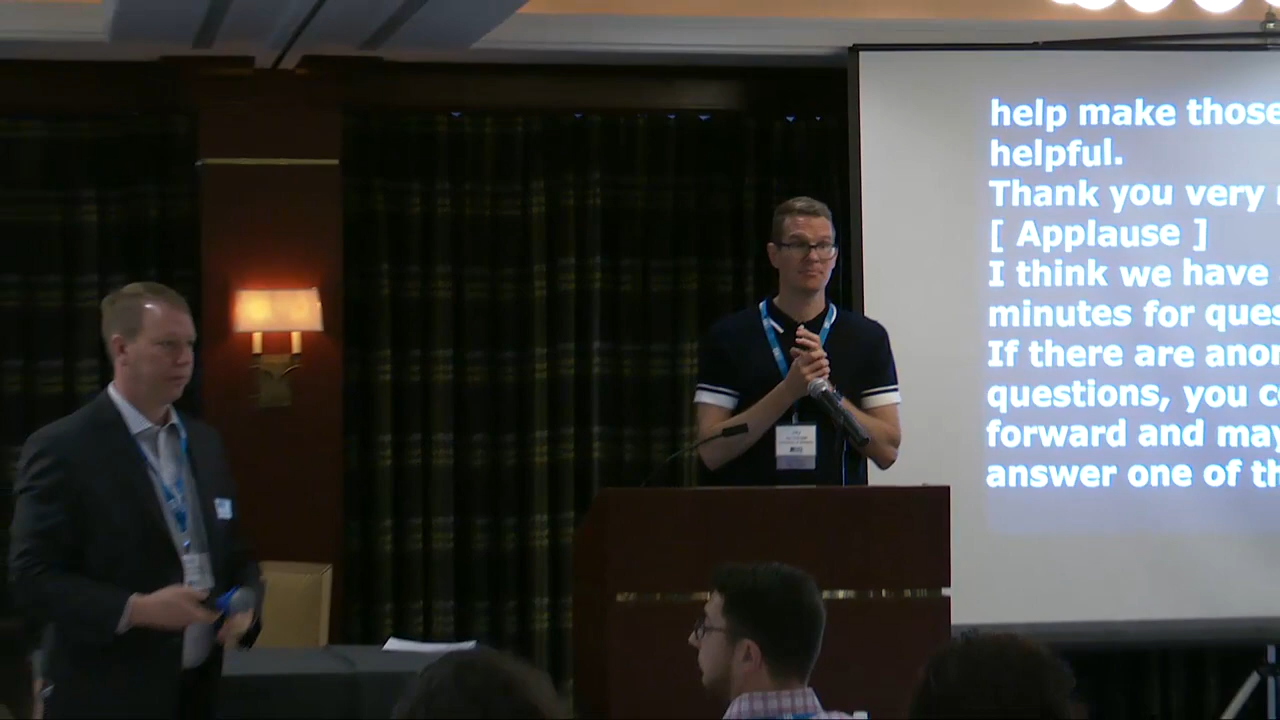 help make those
helpful.
Thank you very
[ Applause ]
I think we have
minutes for ques
If there are anon
questions, you c
forward and may
answer one of th